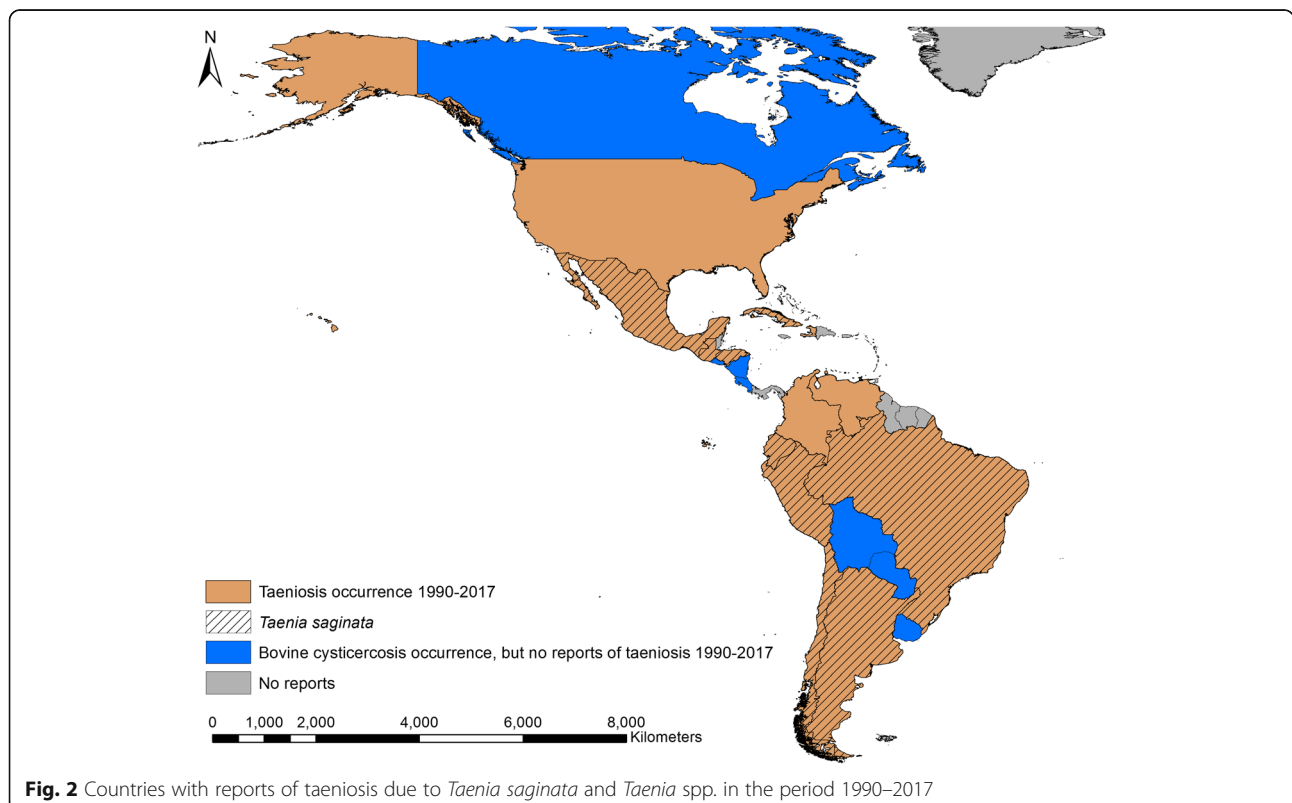 N
Taeniosis occurrence 1990-2017
Taenia saginata
Bovine cysticercosis occurrence, but no reports of taeniosis 1990-2017
No reports
0 1,000 2,000 4,000 6,000 8,000
Kilometers
Fig. 2 Countries with reports of taeniosis due to Taenia saginata and Taenia spp. in the period 1990–2017